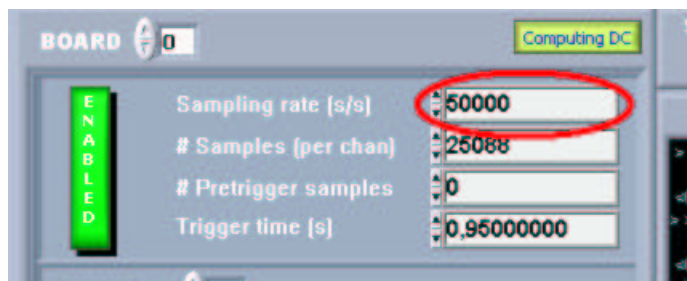 BOARD 0 Computing DC
ENABLED
Sampling rate (s/s) 50000
# Samples (per chan) 25088
# Pretrigger samples 0
Trigger time (s) 0,95000000